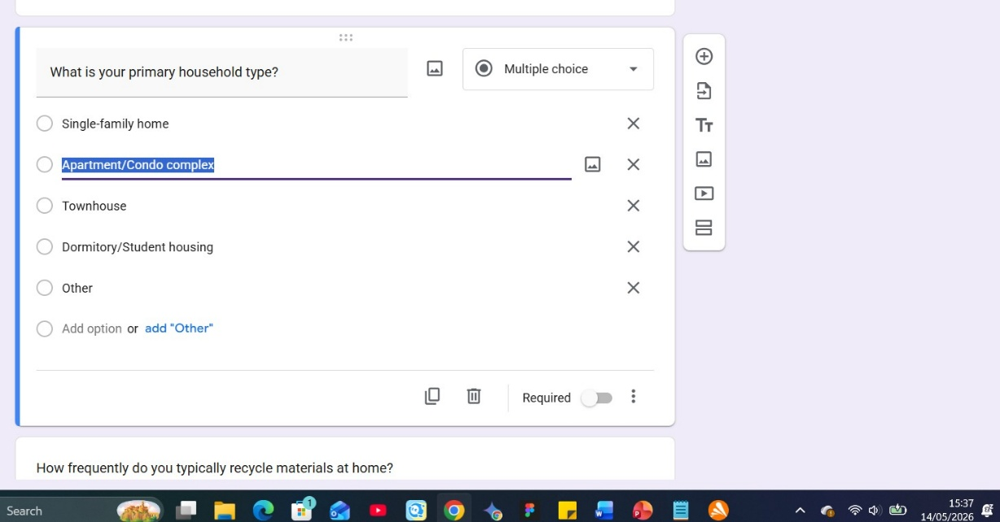 What is your primary household type?
Multiple choice
Single-family home
Apartment/Condo complex
Townhouse
Dormitory/Student housing
Other
Add option or add "Other"
Required
How frequently do you typically recycle materials at home?
Search
1
15:37
14/05/2026